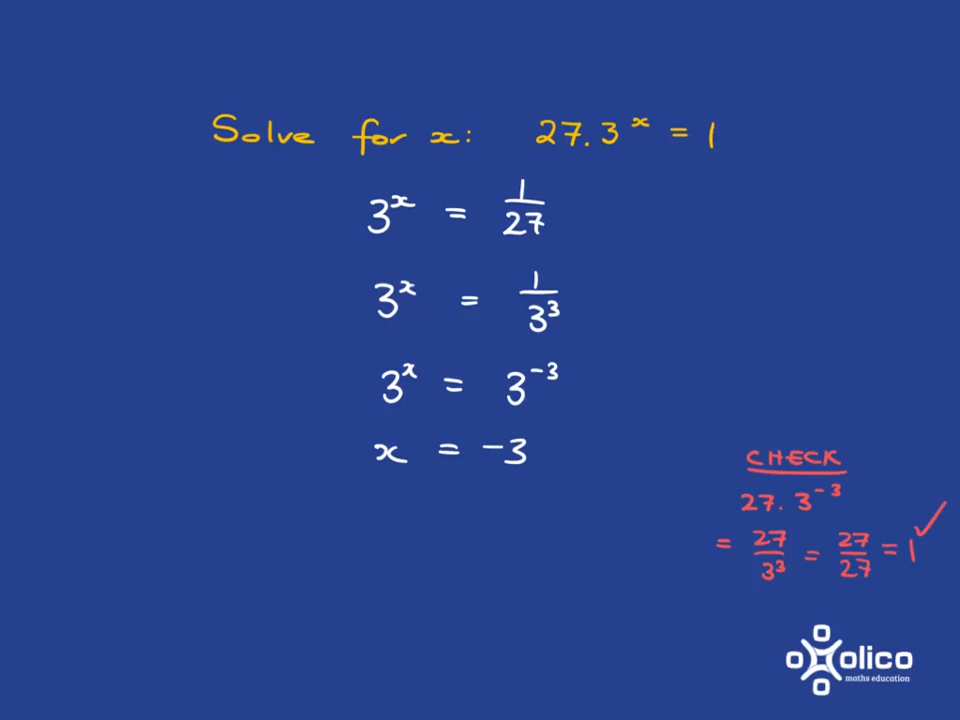 Solve for x: 27.3^x = 1
3^x = 1/27
3^x = 1/3^3
3^x = 3^-3
x = -3
CHECK
27.3^-3
= 27/3^3 = 27/27 = 1 ✓
olico
maths education